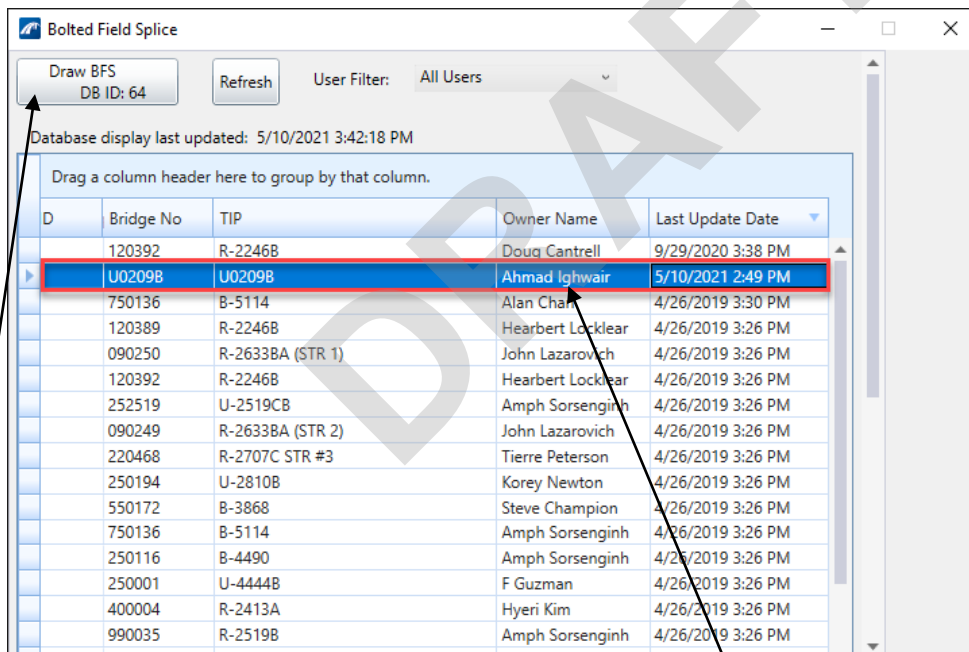 Bolted Field Splice
Draw BFS
DB ID: 64
Refresh
User Filter:
All Users
Database display last updated: 5/10/2021 3:42:18 PM
Drag a column header here to group by that column.
D Bridge No TIP Owner Name Last Update Date
120392 R-2246B Doug Cantrell 9/29/2020 3:38 PM
U0209B U0209B Ahmad Ighwair 5/10/2021 2:49 PM
750136 B-5114 Alan Chan 4/26/2019 3:30 PM
120389 R-2246B Hearbert Locklear 4/26/2019 3:26 PM
090250 R-2633BA (STR 1) John Lazarovich 4/26/2019 3:26 PM
120392 R-2246B Hearbert Locklear 4/26/2019 3:26 PM
252519 U-2519CB Amph Sorsenginh 4/26/2019 3:26 PM
090249 R-2633BA (STR 2) John Lazarovich 4/26/2019 3:26 PM
220468 R-2707C STR #3 Tierre Peterson 4/26/2019 3:26 PM
250194 U-2810B Korey Newton 4/26/2019 3:26 PM
550172 B-3868 Steve Champion 4/26/2019 3:26 PM
750136 B-5114 Amph Sorsenginh 4/26/2019 3:26 PM
250116 B-4490 Amph Sorsenginh 4/26/2019 3:26 PM
250001 U-4444B F Guzman 4/26/2019 3:26 PM
400004 R-2413A Hyeri Kim 4/26/2019 3:26 PM
990035 R-2519B Amph Sorsenginh 4/26/2019 3:26 PM
DRAFT